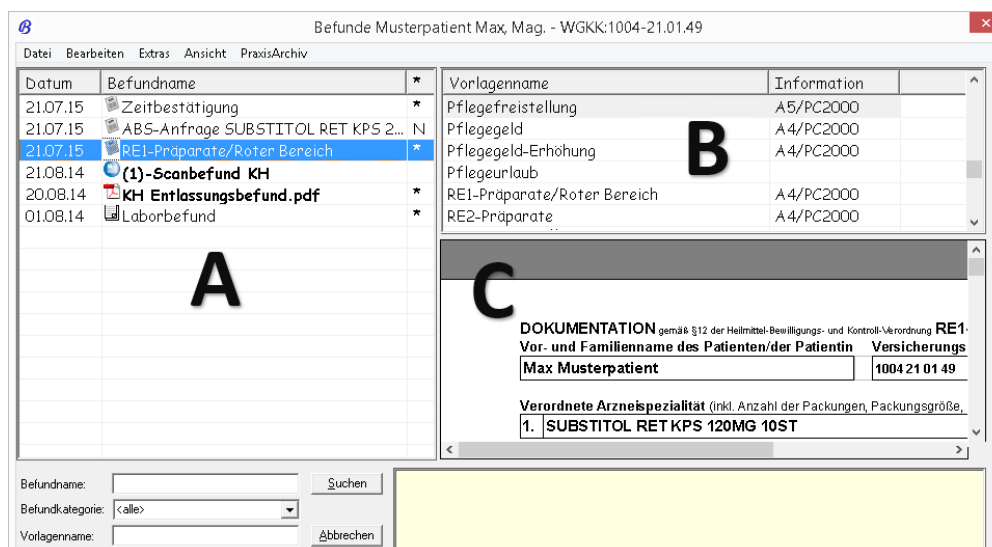 Befunde Musterpatient Max, Mag. - WGKK:1004-21.01.49
Datei Bearbeiten Extras Ansicht PraxisArchiv
Datum Befundname *
21.07.15 Zeitbestätigung *
21.07.15 ABS-Anfrage SUBSTITOL RET KPS 2... N
21.07.15 RE1-Präparate/Roter Bereich *
21.08.14 (1)-Scanbefund KH
20.08.14 KH Entlassungsbefund.pdf *
01.08.14 Laborbefund *
A
Vorlagenname Information
Pflegefreistellung A5/PC2000
Pflegegeld A4/PC2000
Pflegegeld-Erhöhung A4/PC2000
Pflegeurlaub
RE1-Präparate/Roter Bereich A4/PC2000
RE2-Präparate A4/PC2000
B
C
DOKUMENTATION gemäß §12 der Heilmittel-Bewilligungs- und Kontroll-Verordnung RE1-
Vor- und Familienname des Patienten/der Patientin Versicherungs
Max Musterpatient 1004 21 01 49
Verordnete Arzneispezialität (inkl. Anzahl der Packungen, Packungsgröße,
1. SUBSTITOL RET KPS 120MG 10ST
Befundname: Suchen
Befundkategorie: <alle>
Vorlagenname: Abbrechen